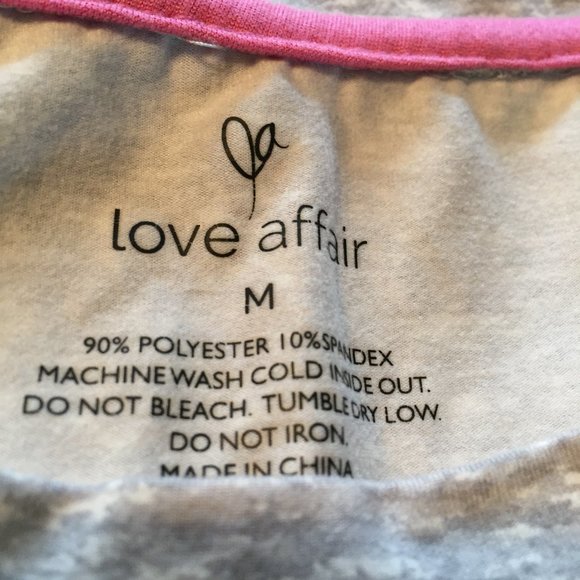 la
love affair
M
90% POLYESTER 10%SPANDEX
MACHINE WASH COLD INSIDE OUT.
DO NOT BLEACH. TUMBLE DRY LOW.
DO NOT IRON.
MADE IN CHINA